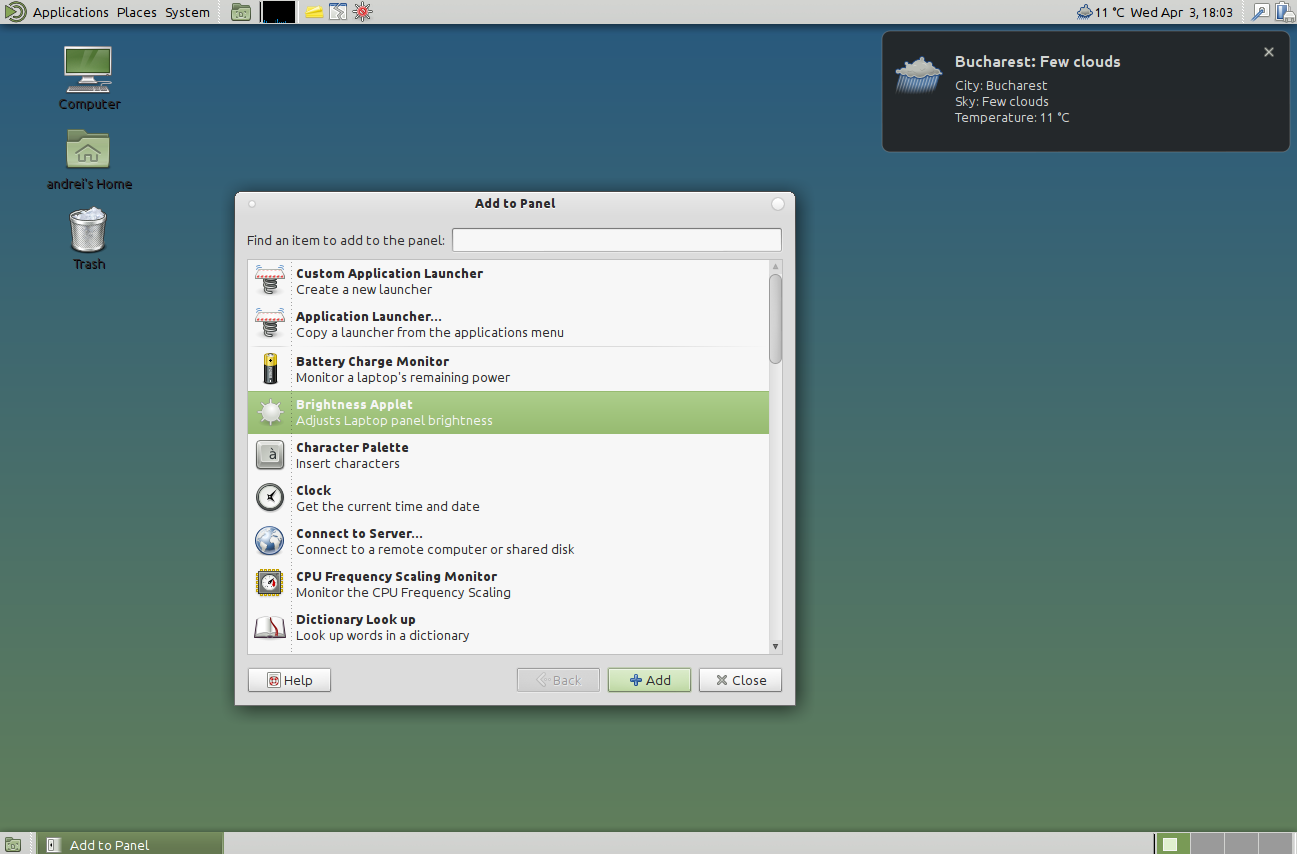 Applications Places System
11 °C Wed Apr 3, 18:03
Computer
andrei's Home
Trash
Bucharest: Few clouds
City: Bucharest
Sky: Few clouds
Temperature: 11 °C
Add to Panel
Find an item to add to the panel:
Custom Application Launcher
Create a new launcher
Application Launcher...
Copy a launcher from the applications menu
Battery Charge Monitor
Monitor a laptop's remaining power
Brightness Applet
Adjusts Laptop panel brightness
à
Character Palette
Insert characters
Clock
Get the current time and date
Connect to Server...
Connect to a remote computer or shared disk
CPU Frequency Scaling Monitor
Monitor the CPU Frequency Scaling
Dictionary Look up
Look up words in a dictionary
Help
Back
Add
Close
Add to Panel